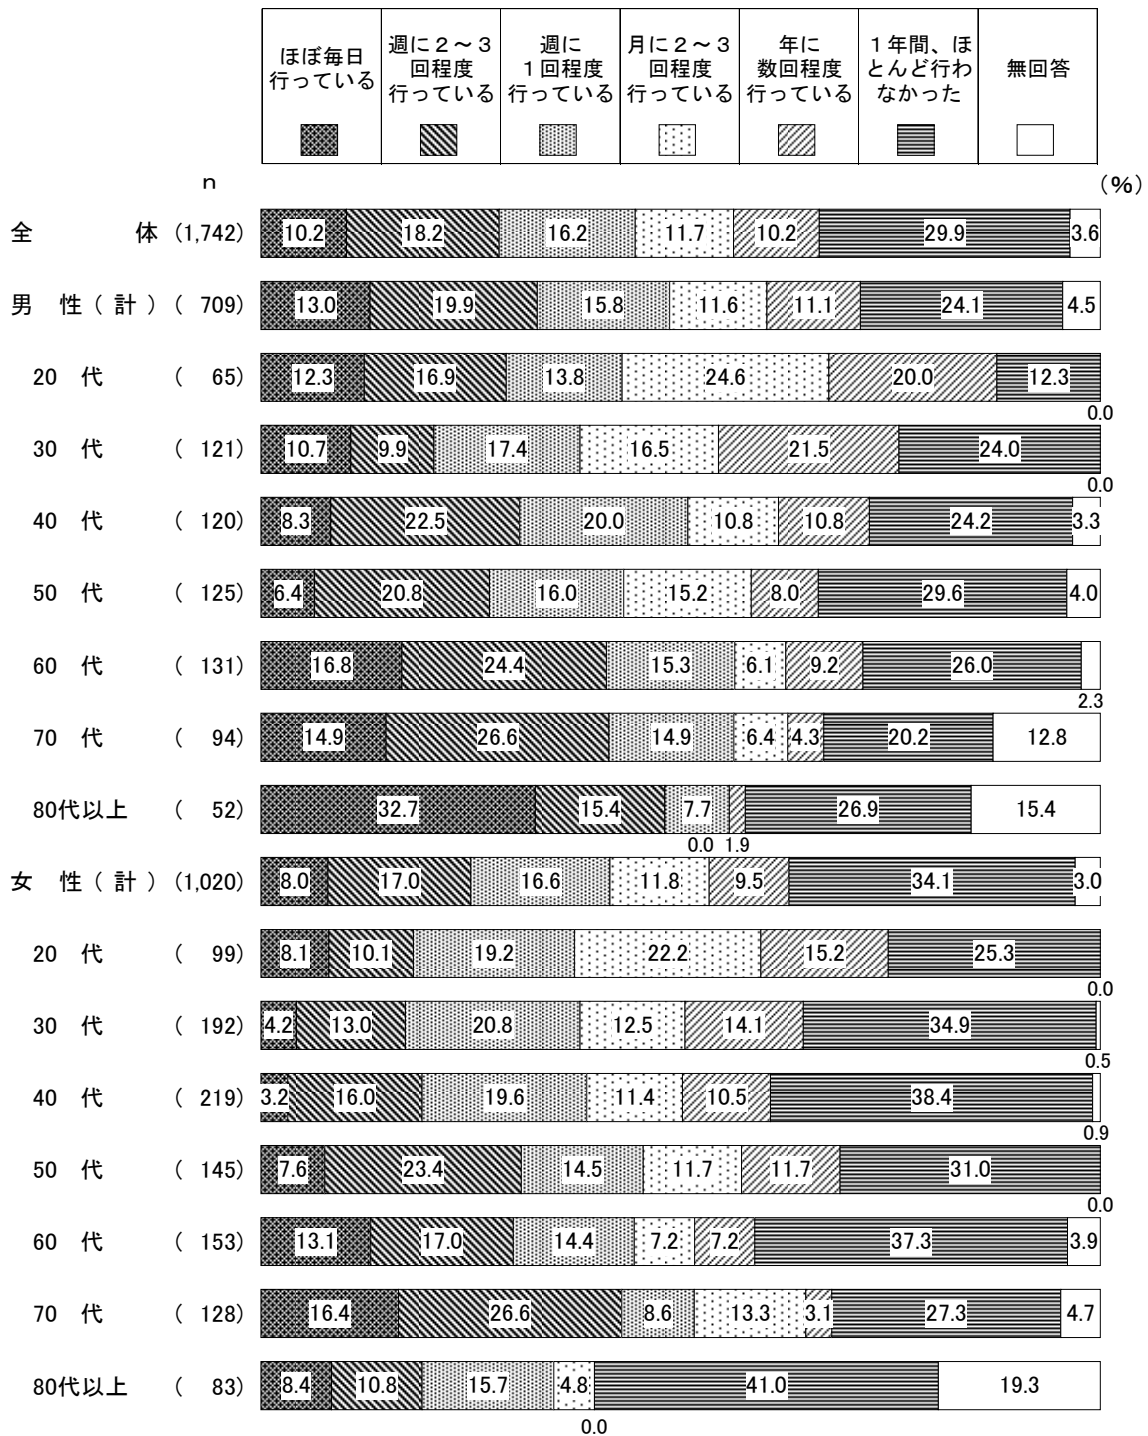 ほぼ毎日
行っている
週に２～３
回程度
行っている
週に
１回程度
行っている
月に２～３
回程度
行っている
年に
数回程度
行っている
１年間、ほ
とんど行わ
なかった
無回答
ｎ
(%)
全　体 (1,742) 10.2 18.2 16.2 11.7 10.2 29.9 3.6
男　性（計）( 709) 13.0 19.9 15.8 11.6 11.1 24.1 4.5
20　代 ( 65) 12.3 16.9 13.8 24.6 20.0 12.3
0.0
30　代 ( 121) 10.7 9.9 17.4 16.5 21.5 24.0
0.0
40　代 ( 120) 8.3 22.5 20.0 10.8 10.8 24.2 3.3
50　代 ( 125) 6.4 20.8 16.0 15.2 8.0 29.6 4.0
60　代 ( 131) 16.8 24.4 15.3 6.1 9.2 26.0
2.3
70　代 ( 94) 14.9 26.6 14.9 6.4 4.3 20.2 12.8
80代以上 ( 52) 32.7 15.4 7.7 26.9 15.4
0.0 1.9
女　性（計）(1,020) 8.0 17.0 16.6 11.8 9.5 34.1 3.0
20　代 ( 99) 8.1 10.1 19.2 22.2 15.2 25.3
0.0
30　代 ( 192) 4.2 13.0 20.8 12.5 14.1 34.9
0.5
40　代 ( 219) 3.2 16.0 19.6 11.4 10.5 38.4
0.9
50　代 ( 145) 7.6 23.4 14.5 11.7 11.7 31.0
0.0
60　代 ( 153) 13.1 17.0 14.4 7.2 7.2 37.3 3.9
70　代 ( 128) 16.4 26.6 8.6 13.3 3.1 27.3 4.7
80代以上 ( 83) 8.4 10.8 15.7 4.8 41.0 19.3
0.0